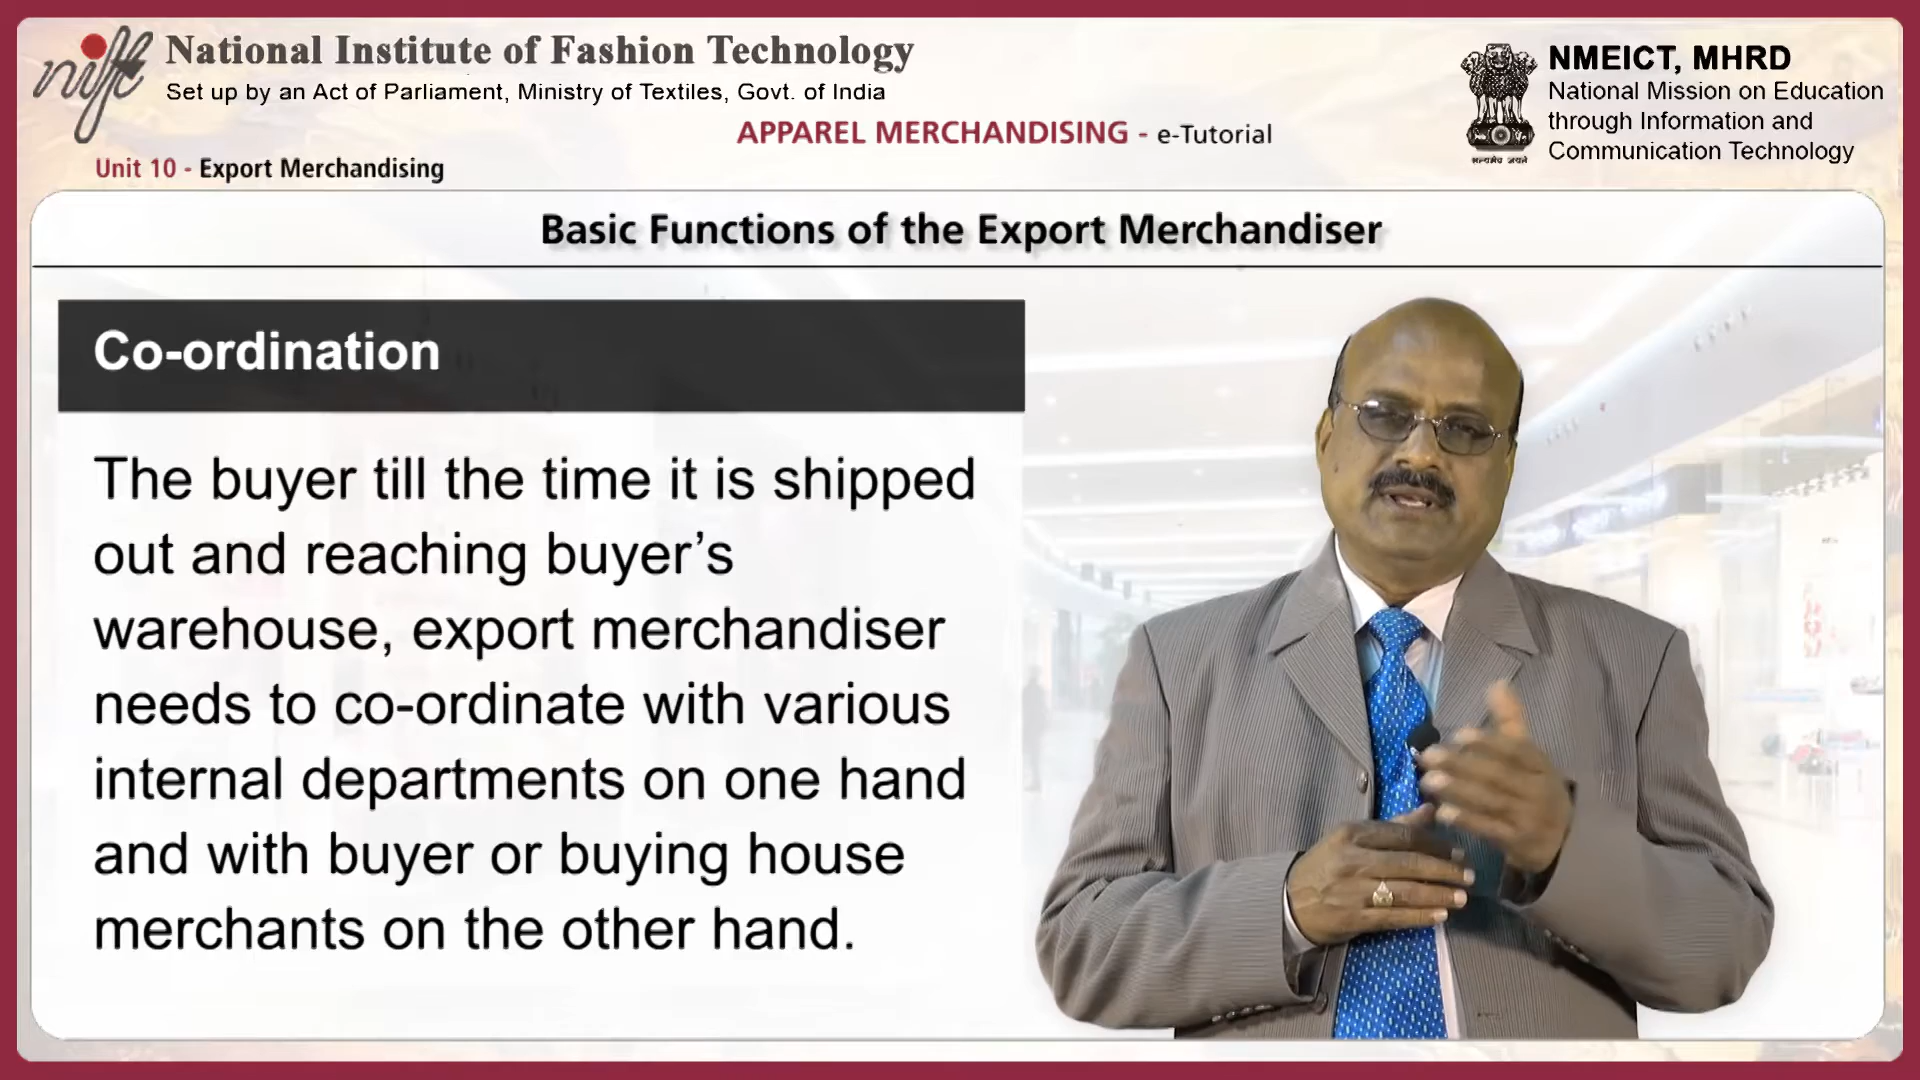 nift
National Institute of Fashion Technology
Set up by an Act of Parliament, Ministry of Textiles, Govt. of India
APPAREL MERCHANDISING - e-Tutorial
Unit 10 - Export Merchandising
सत्यमेव जयते
NMEICT, MHRD
National Mission on Education
through Information and
Communication Technology
Basic Functions of the Export Merchandiser
Co-ordination
The buyer till the time it is shipped
out and reaching buyer’s
warehouse, export merchandiser
needs to co-ordinate with various
internal departments on one hand
and with buyer or buying house
merchants on the other hand.